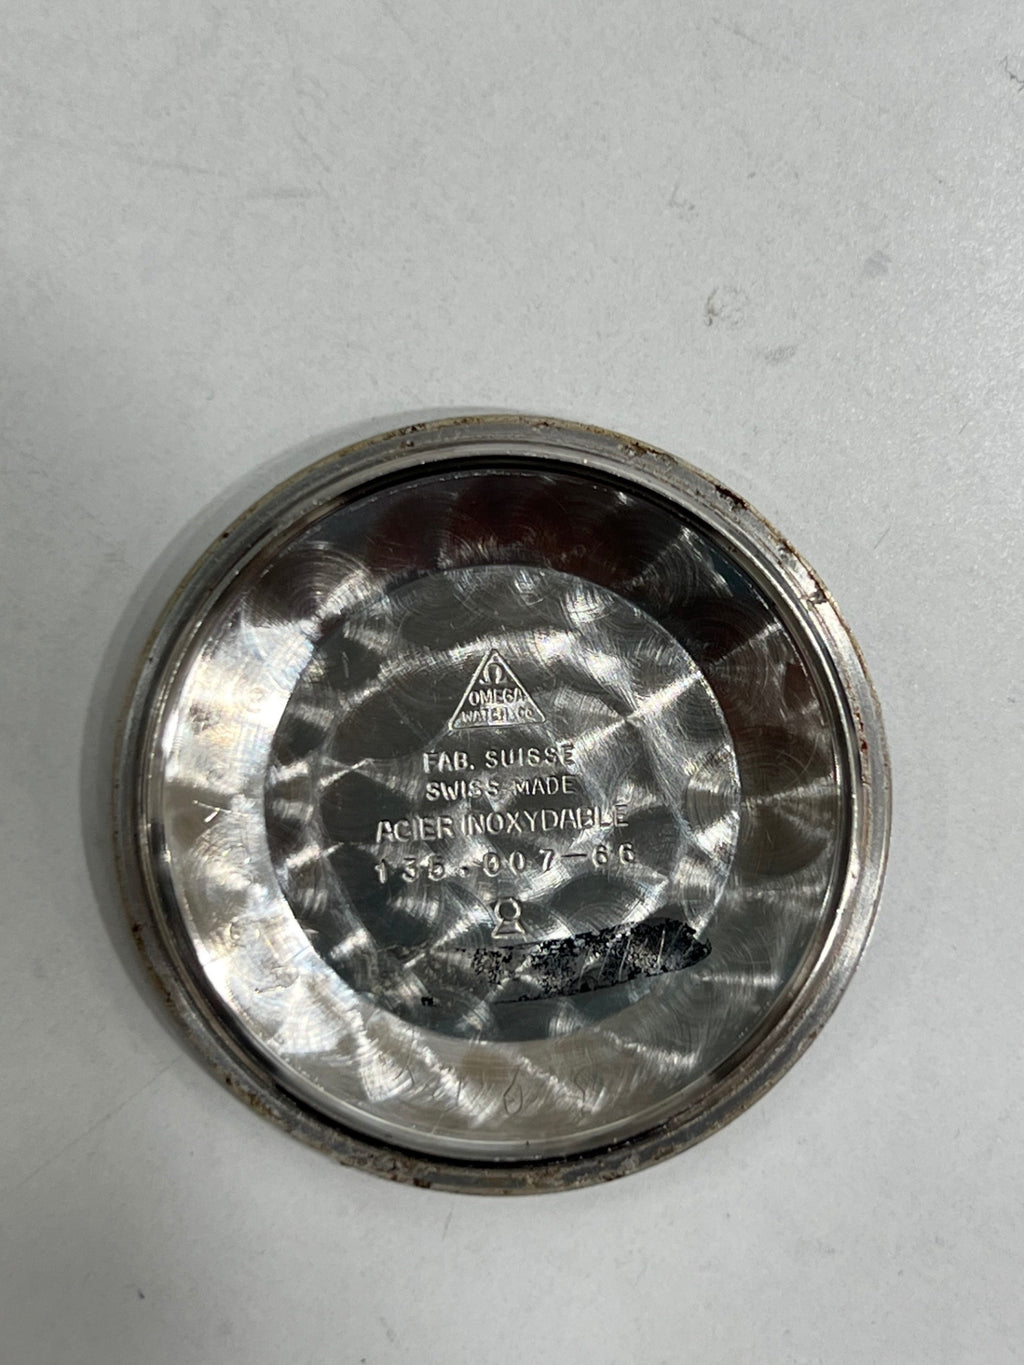 Ω
OMEGA
WATCH Co
FAB. SUISSE
SWISS MADE
ACIER INOXYDABLE
135.007-66